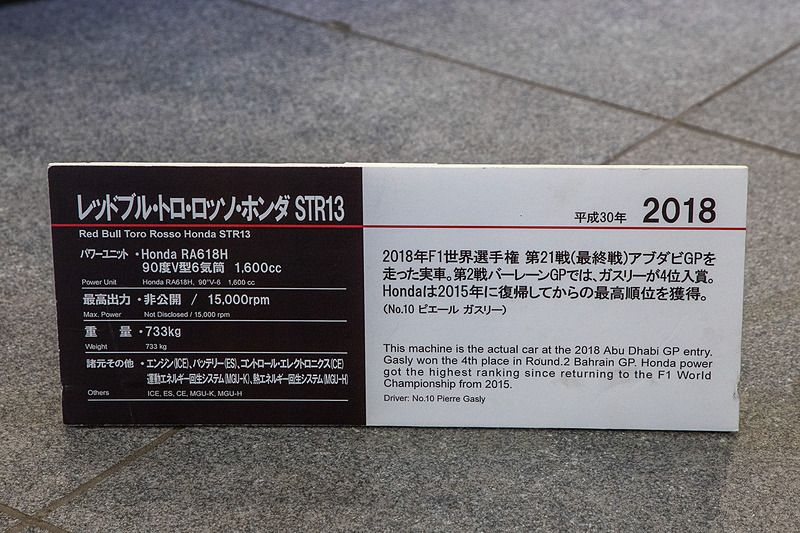 レッドブル・トロ・ロッソ・ホンダ STR13
Red Bull Toro Rosso Honda STR13
パワーユニット・Honda RA618H
90度V型6気筒 1,600cc
Power Unit Honda RA618H, 90°V-6 1,600 cc
最高出力・非公開 / 15,000rpm
Max. Power Not Disclosed / 15,000 rpm
重 量・733kg
Weight 733 kg
諸元その他・エンジン(ICE)、バッテリー(ES)、コントロール・エレクトロニクス(CE)
運動エネルギー回生システム(MGU-K)、熱エネルギー回生システム(MGU-H)
Others ICE, ES, CE, MGU-K, MGU-H
平成30年 2018
2018年F1世界選手権 第21戦(最終戦)アブダビGPを
走った実車。第2戦バーレーンGPでは、ガスリーが4位入賞。
Hondaは2015年に復帰してからの最高順位を獲得。
(No.10 ピエール ガスリー)
This machine is the actual car at the 2018 Abu Dhabi GP entry.
Gasly won the 4th place in Round.2 Bahrain GP. Honda power
got the highest ranking since returning to the F1 World
Championship from 2015.
Driver: No.10 Pierre Gasly